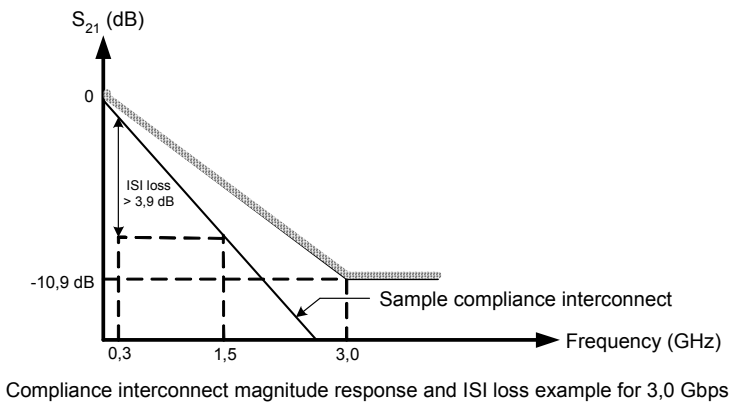 S21 (dB)
0
ISI loss
> 3,9 dB
-10,9 dB
Sample compliance interconnect
Frequency (GHz)
0,3
1,5
3,0
Compliance interconnect magnitude response and ISI loss example for 3,0 Gbps